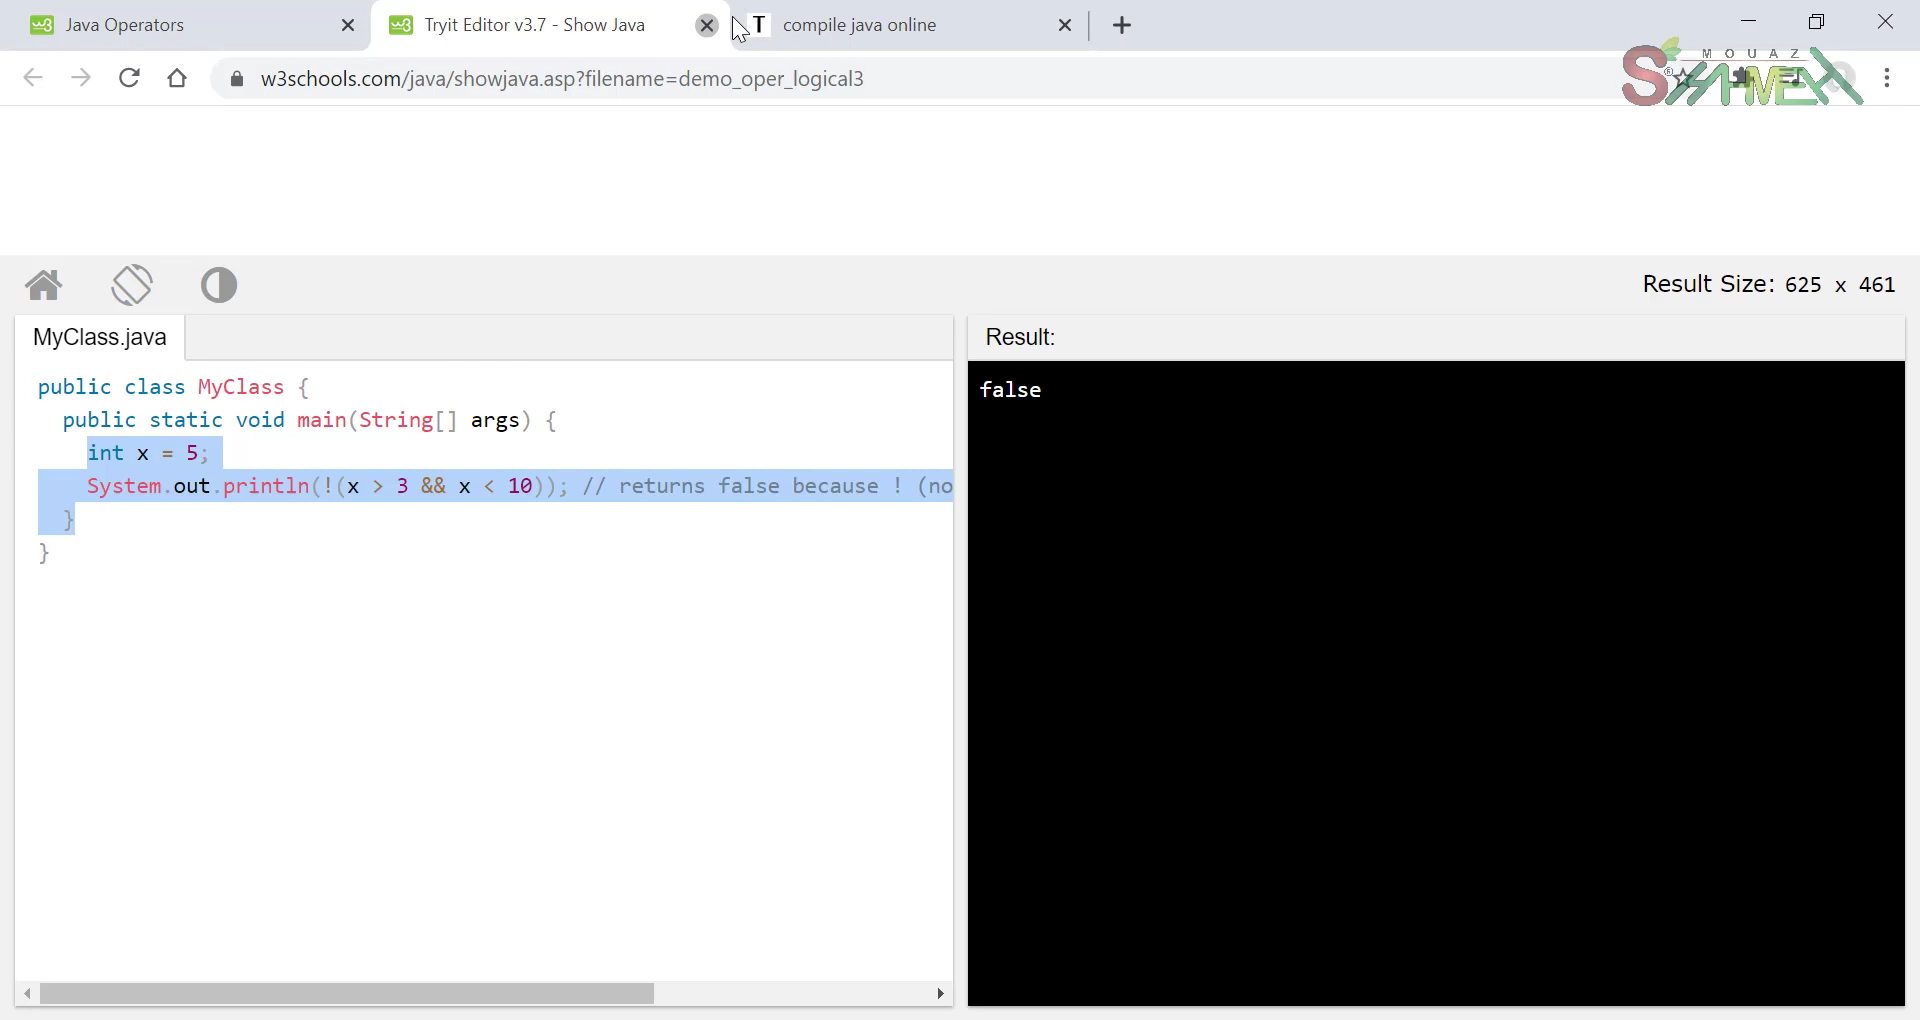 Java Operators
Tryit Editor v3.7 - Show Java
T compile java online
w3schools.com/java/showjava.asp?filename=demo_oper_logical3
MOUAZ
Result Size: 625 x 461
MyClass.java
Result:
public class MyClass {
public static void main(String[] args) {
int x = 5;
System.out.println(!(x > 3 && x < 10)); // returns false because ! (no
}
}
false